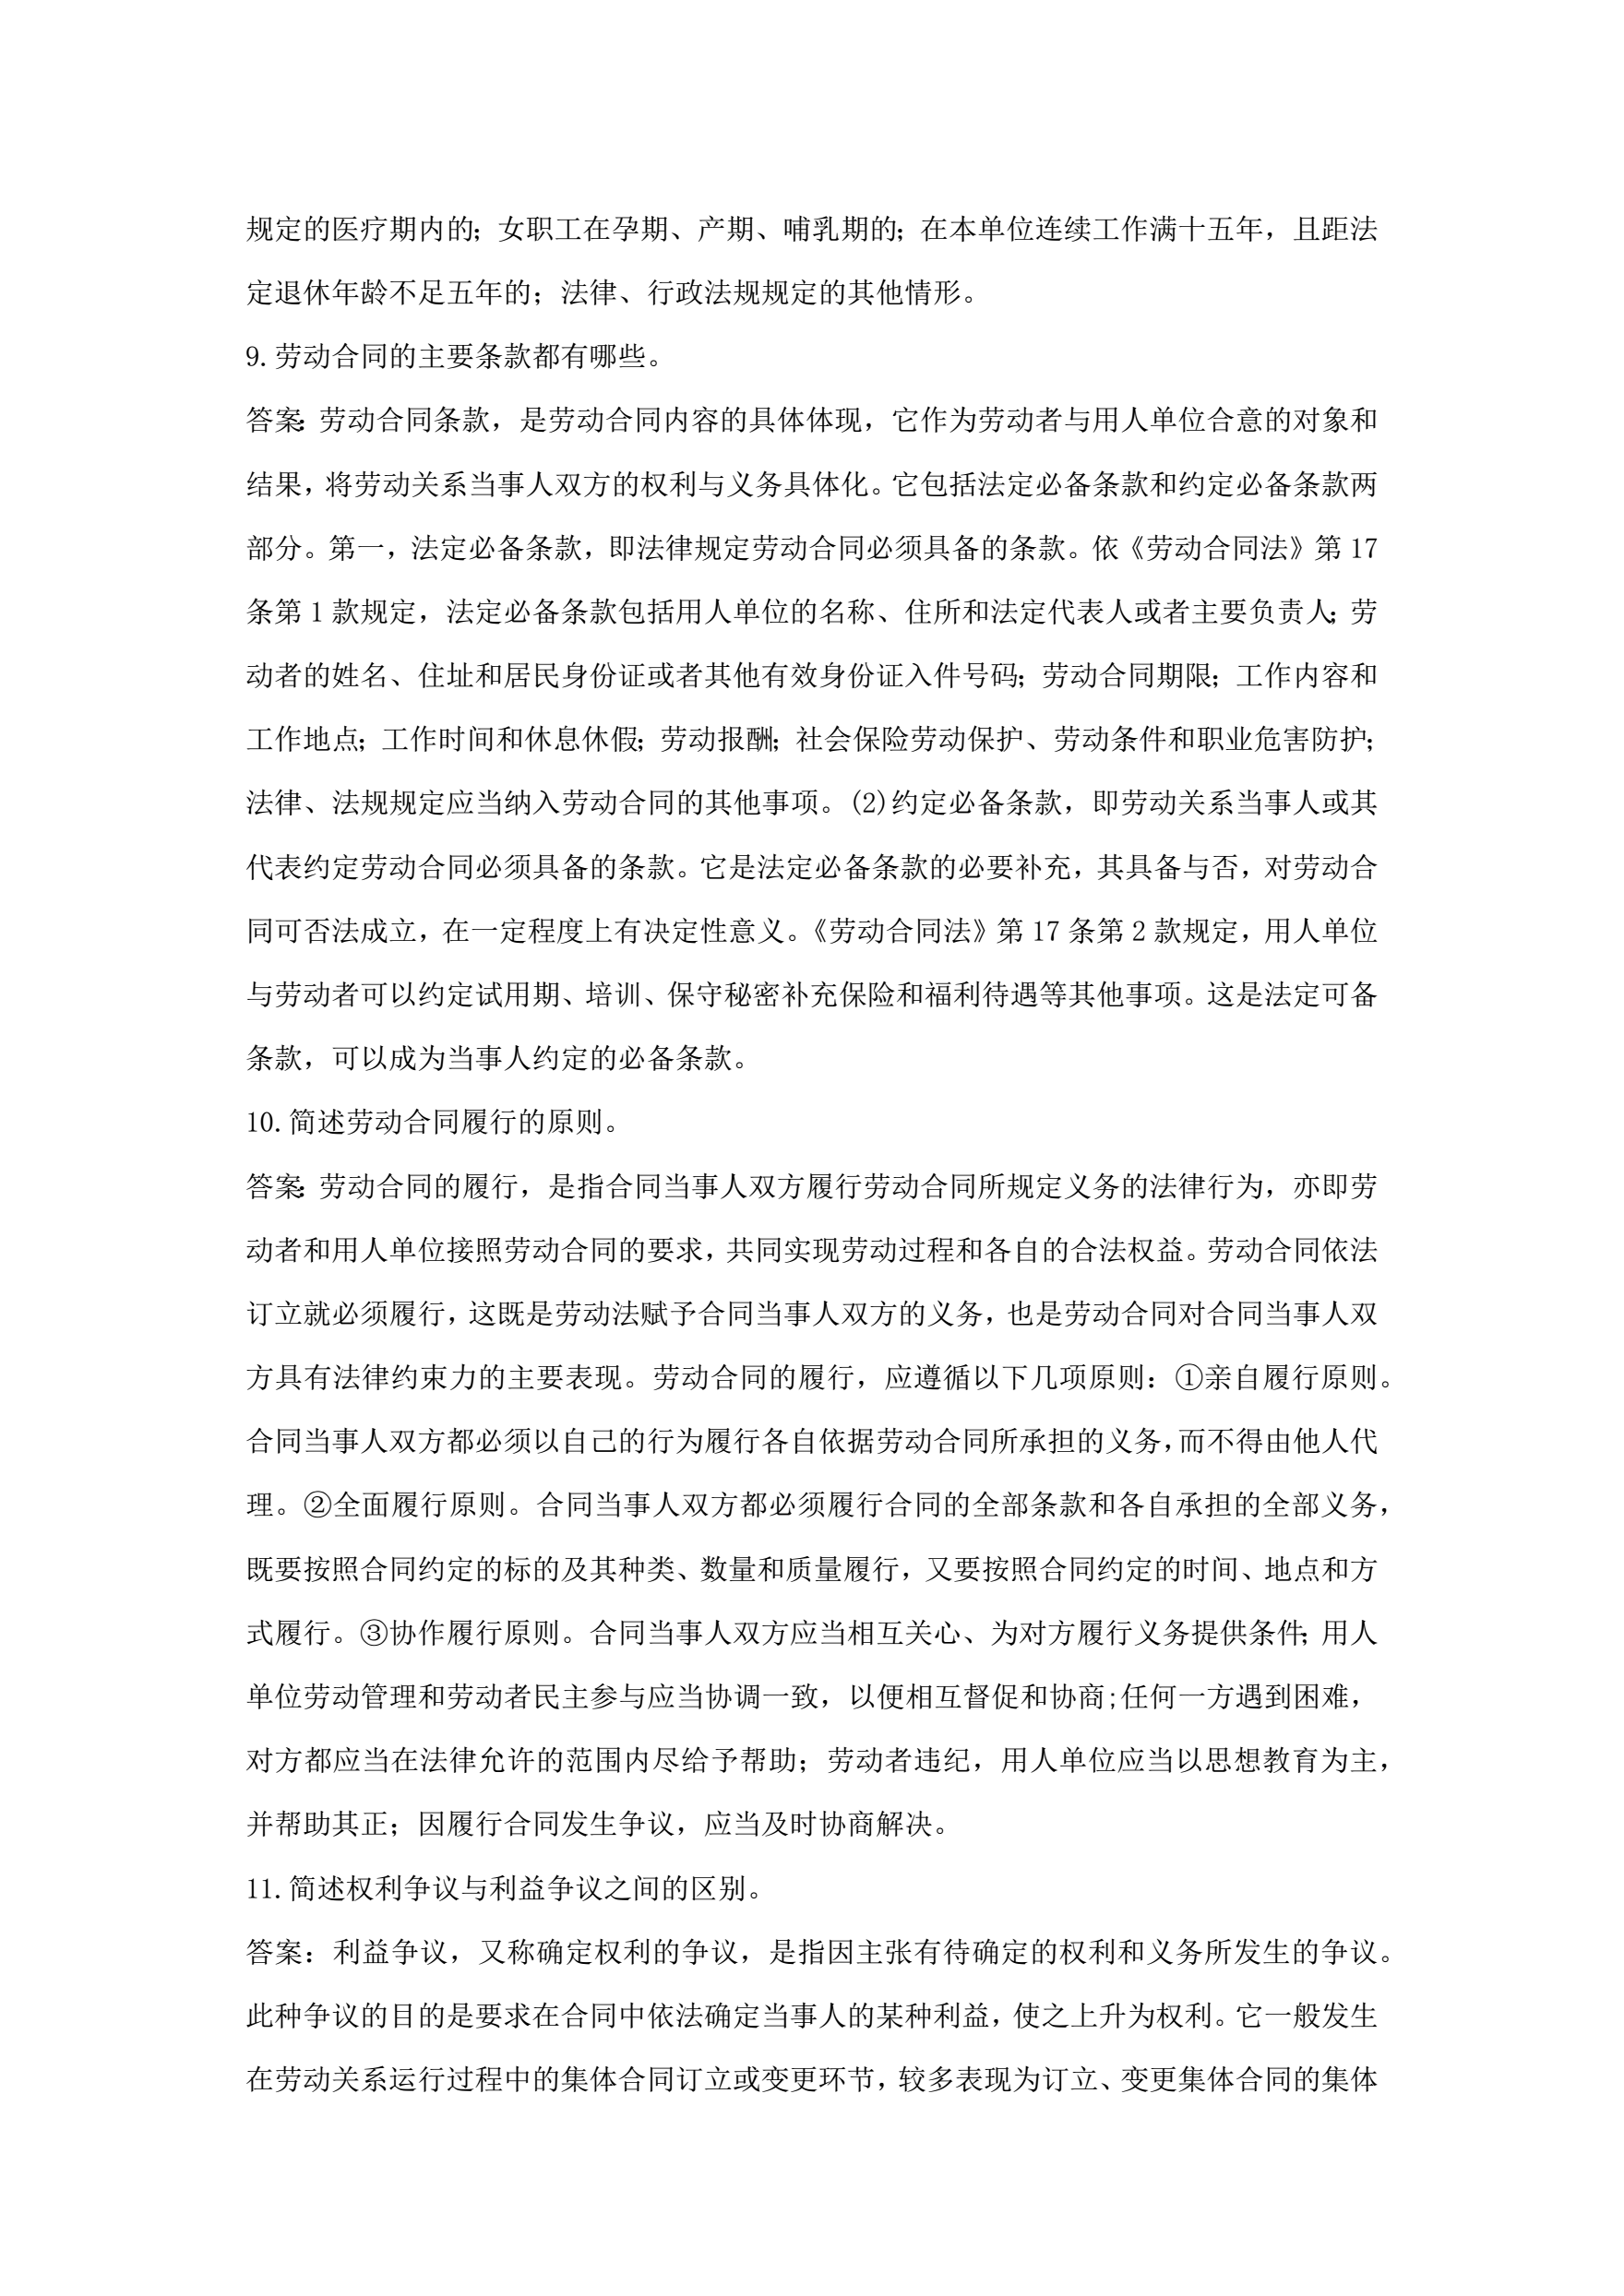 规定的医疗期内的；女职工在孕期、产期、哺乳期的；在本单位连续工作满十五年，且距法
定退休年龄不足五年的；法律、行政法规规定的其他情形。
9.劳动合同的主要条款都有哪些。
答案：劳动合同条款，是劳动合同内容的具体体现，它作为劳动者与用人单位合意的对象和
结果，将劳动关系当事人双方的权利与义务具体化。它包括法定必备条款和约定必备条款两
部分。第一，法定必备条款，即法律规定劳动合同必须具备的条款。依《劳动合同法》第 17
条第 1 款规定，法定必备条款包括用人单位的名称、住所和法定代表人或者主要负责人；劳
动者的姓名、住址和居民身份证或者其他有效身份证入件号码；劳动合同期限；工作内容和
工作地点；工作时间和休息休假；劳动报酬；社会保险劳动保护、劳动条件和职业危害防护；
法律、法规规定应当纳入劳动合同的其他事项。(2)约定必备条款，即劳动关系当事人或其
代表约定劳动合同必须具备的条款。它是法定必备条款的必要补充，其具备与否，对劳动合
同可否法成立，在一定程度上有决定性意义。《劳动合同法》第 17 条第 2 款规定，用人单位
与劳动者可以约定试用期、培训、保守秘密补充保险和福利待遇等其他事项。这是法定可备
条款，可以成为当事人约定的必备条款。
10.简述劳动合同履行的原则。
答案：劳动合同的履行，是指合同当事人双方履行劳动合同所规定义务的法律行为，亦即劳
动者和用人单位接照劳动合同的要求，共同实现劳动过程和各自的合法权益。劳动合同依法
订立就必须履行，这既是劳动法赋予合同当事人双方的义务，也是劳动合同对合同当事人双
方具有法律约束力的主要表现。劳动合同的履行，应遵循以下几项原则：①亲自履行原则。
合同当事人双方都必须以自己的行为履行各自依据劳动合同所承担的义务，而不得由他人代
理。②全面履行原则。合同当事人双方都必须履行合同的全部条款和各自承担的全部义务，
既要按照合同约定的标的及其种类、数量和质量履行，又要按照合同约定的时间、地点和方
式履行。③协作履行原则。合同当事人双方应当相互关心、为对方履行义务提供条件；用人
单位劳动管理和劳动者民主参与应当协调一致，以便相互督促和协商;任何一方遇到困难，
对方都应当在法律允许的范围内尽给予帮助；劳动者违纪，用人单位应当以思想教育为主，
并帮助其正；因履行合同发生争议，应当及时协商解决。
11.简述权利争议与利益争议之间的区别。
答案：利益争议，又称确定权利的争议，是指因主张有待确定的权利和义务所发生的争议。
此种争议的目的是要求在合同中依法确定当事人的某种利益，使之上升为权利。它一般发生
在劳动关系运行过程中的集体合同订立或变更环节，较多表现为订立、变更集体合同的集体